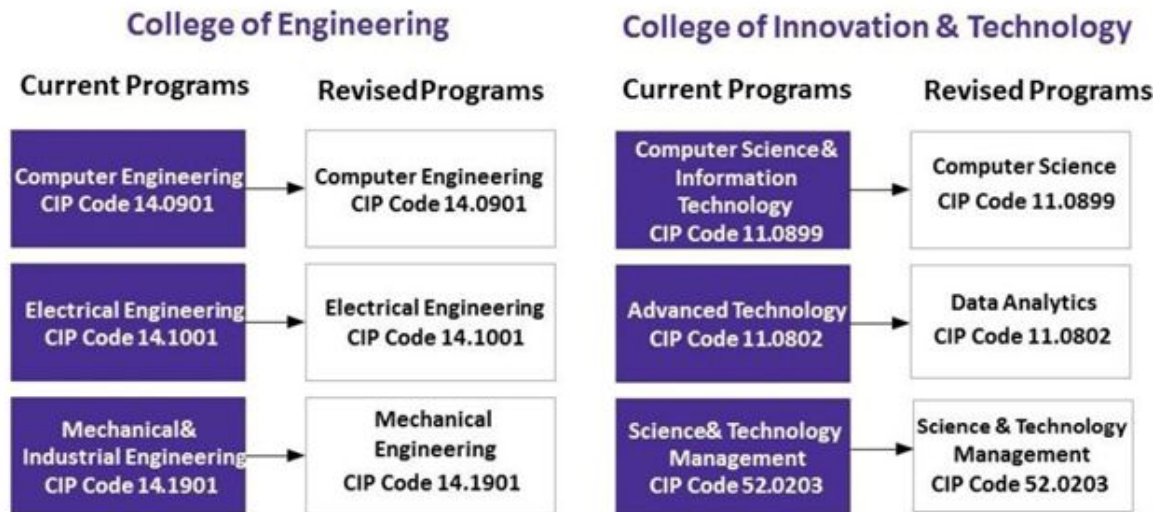 College of Engineering
Current Programs
Revised Programs
Computer Engineering
CIP Code 14.0901
Computer Engineering
CIP Code 14.0901
Electrical Engineering
CIP Code 14.1001
Electrical Engineering
CIP Code 14.1001
Mechanical&
Industrial Engineering
CIP Code 14.1901
Mechanical
Engineering
CIP Code 14.1901
College of Innovation & Technology
Current Programs
Revised Programs
Computer Science&
Information
Technology
CIP Code 11.0899
Computer Science
CIP Code 11.0899
Advanced Technology
CIP Code 11.0802
Data Analytics
CIP Code 11.0802
Science& Technology
Management
CIP Code 52.0203
Science & Technology
Management
CIP Code 52.0203